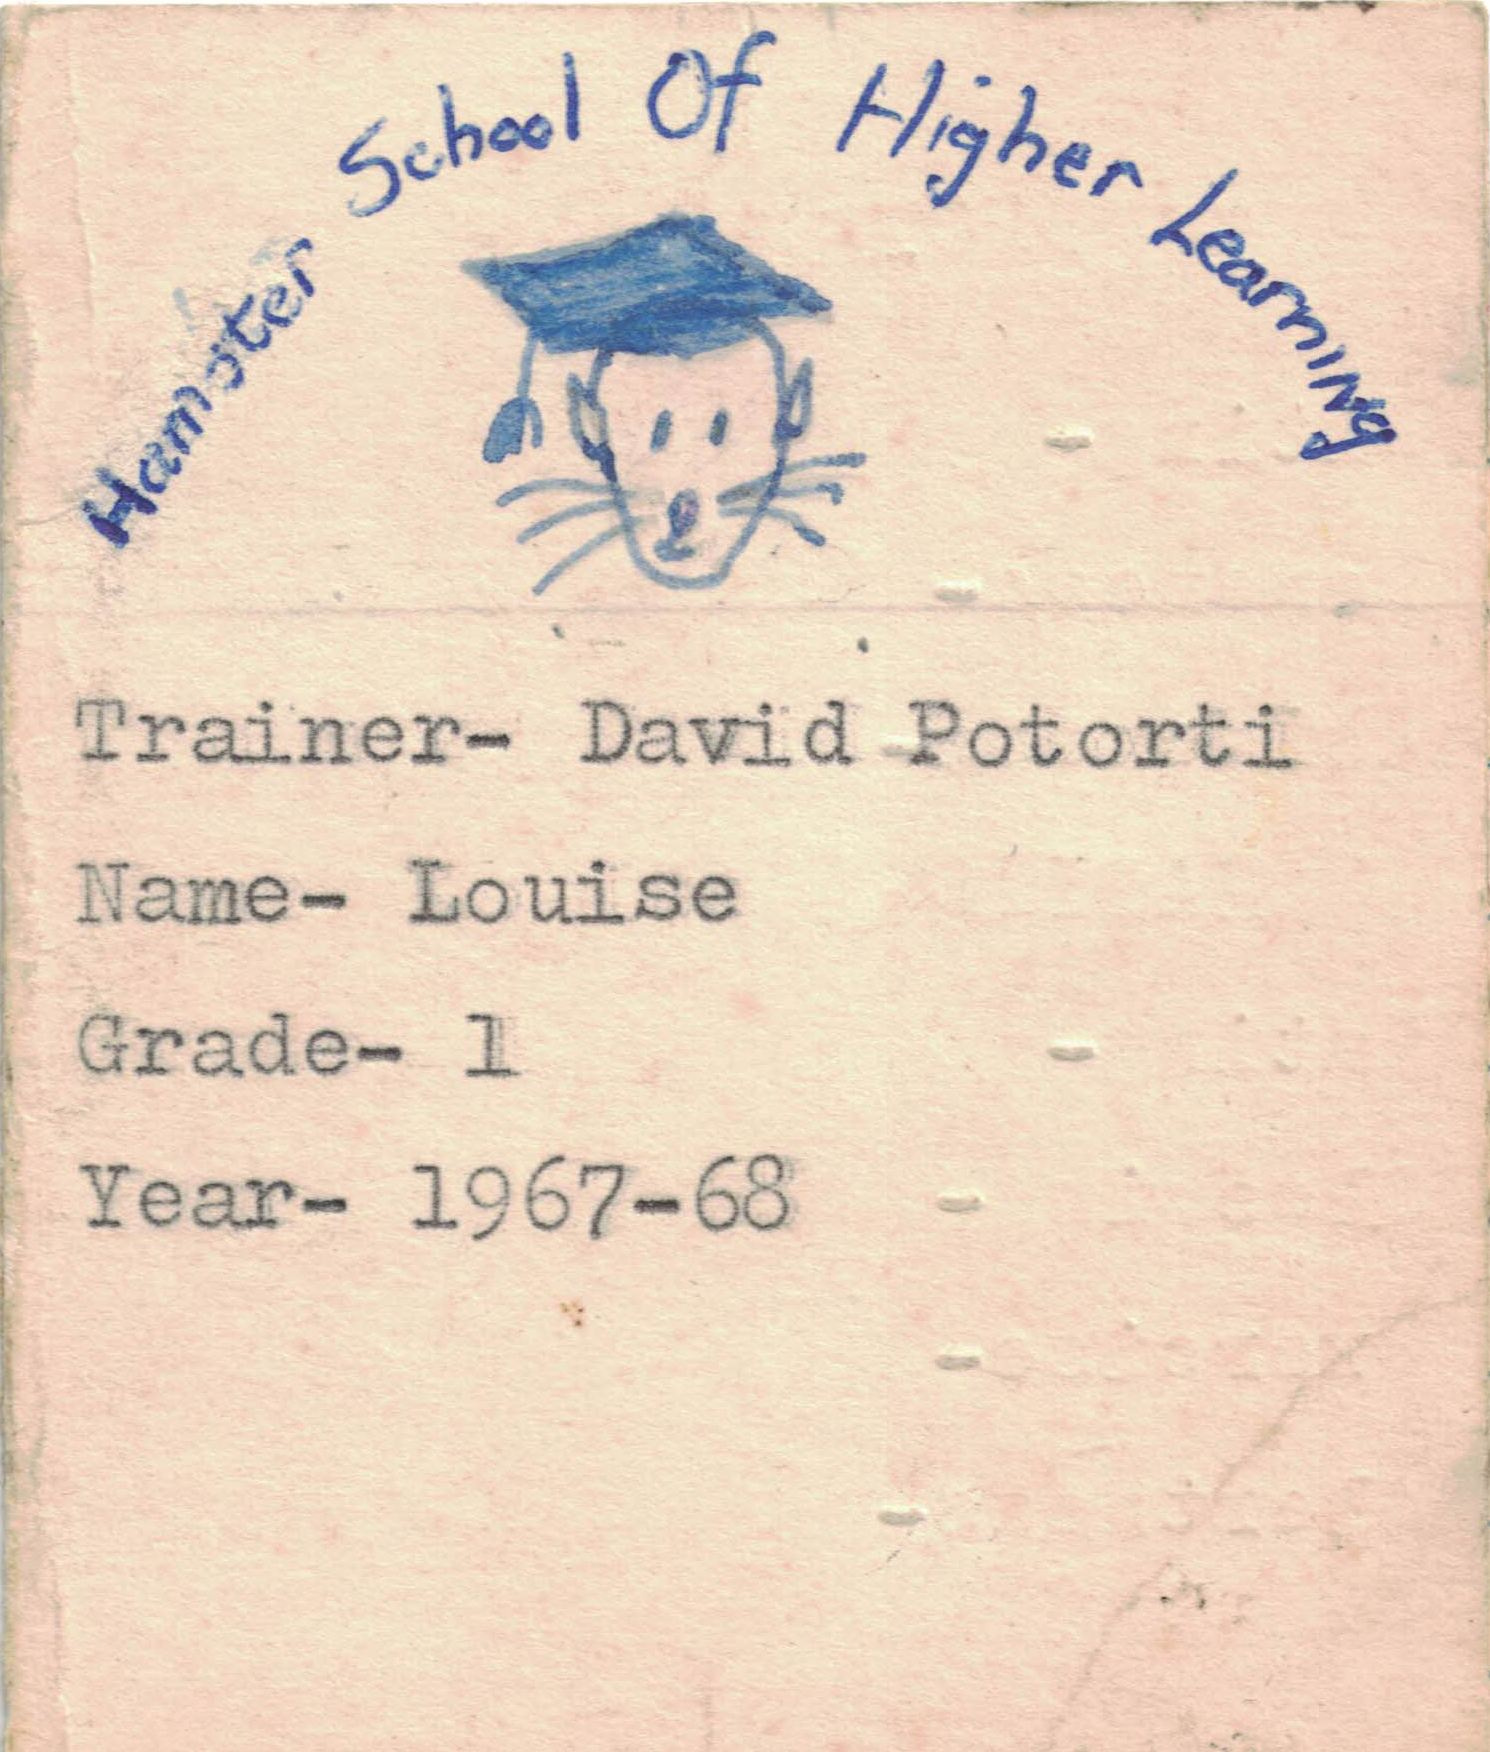 Hamster School Of Higher Learning
Trainer- David Potorti
Name- Louise
Grade- 1
Year- 1967-68